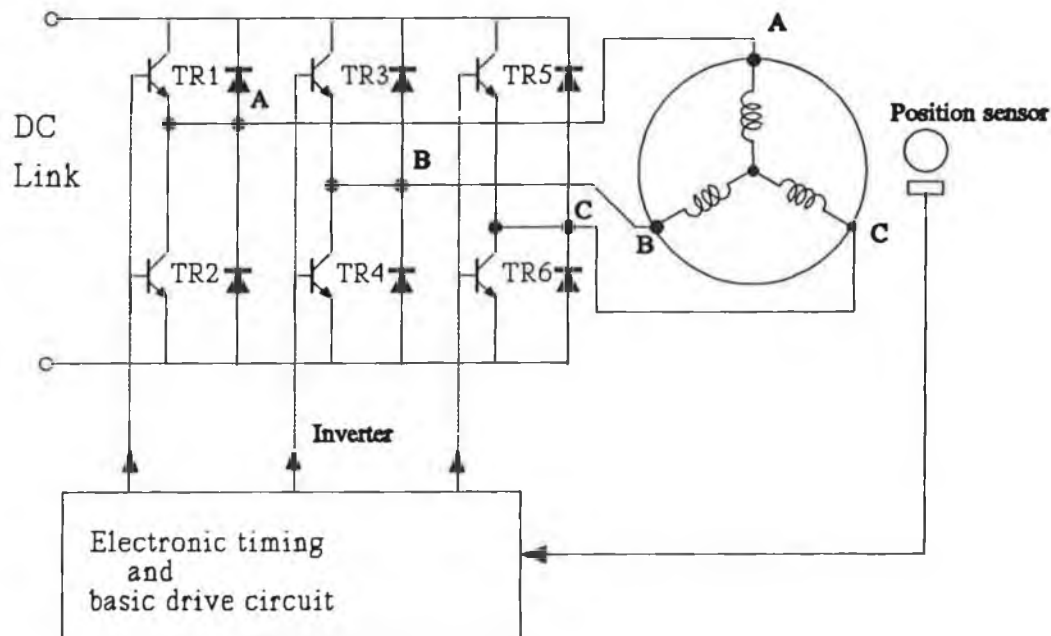 A
TR1
TR3
TR5
Position sensor
A
DC
Link
B
C
B
C
TR2
TR4
TR6
Inverter
Electronic timing
and
basic drive circuit